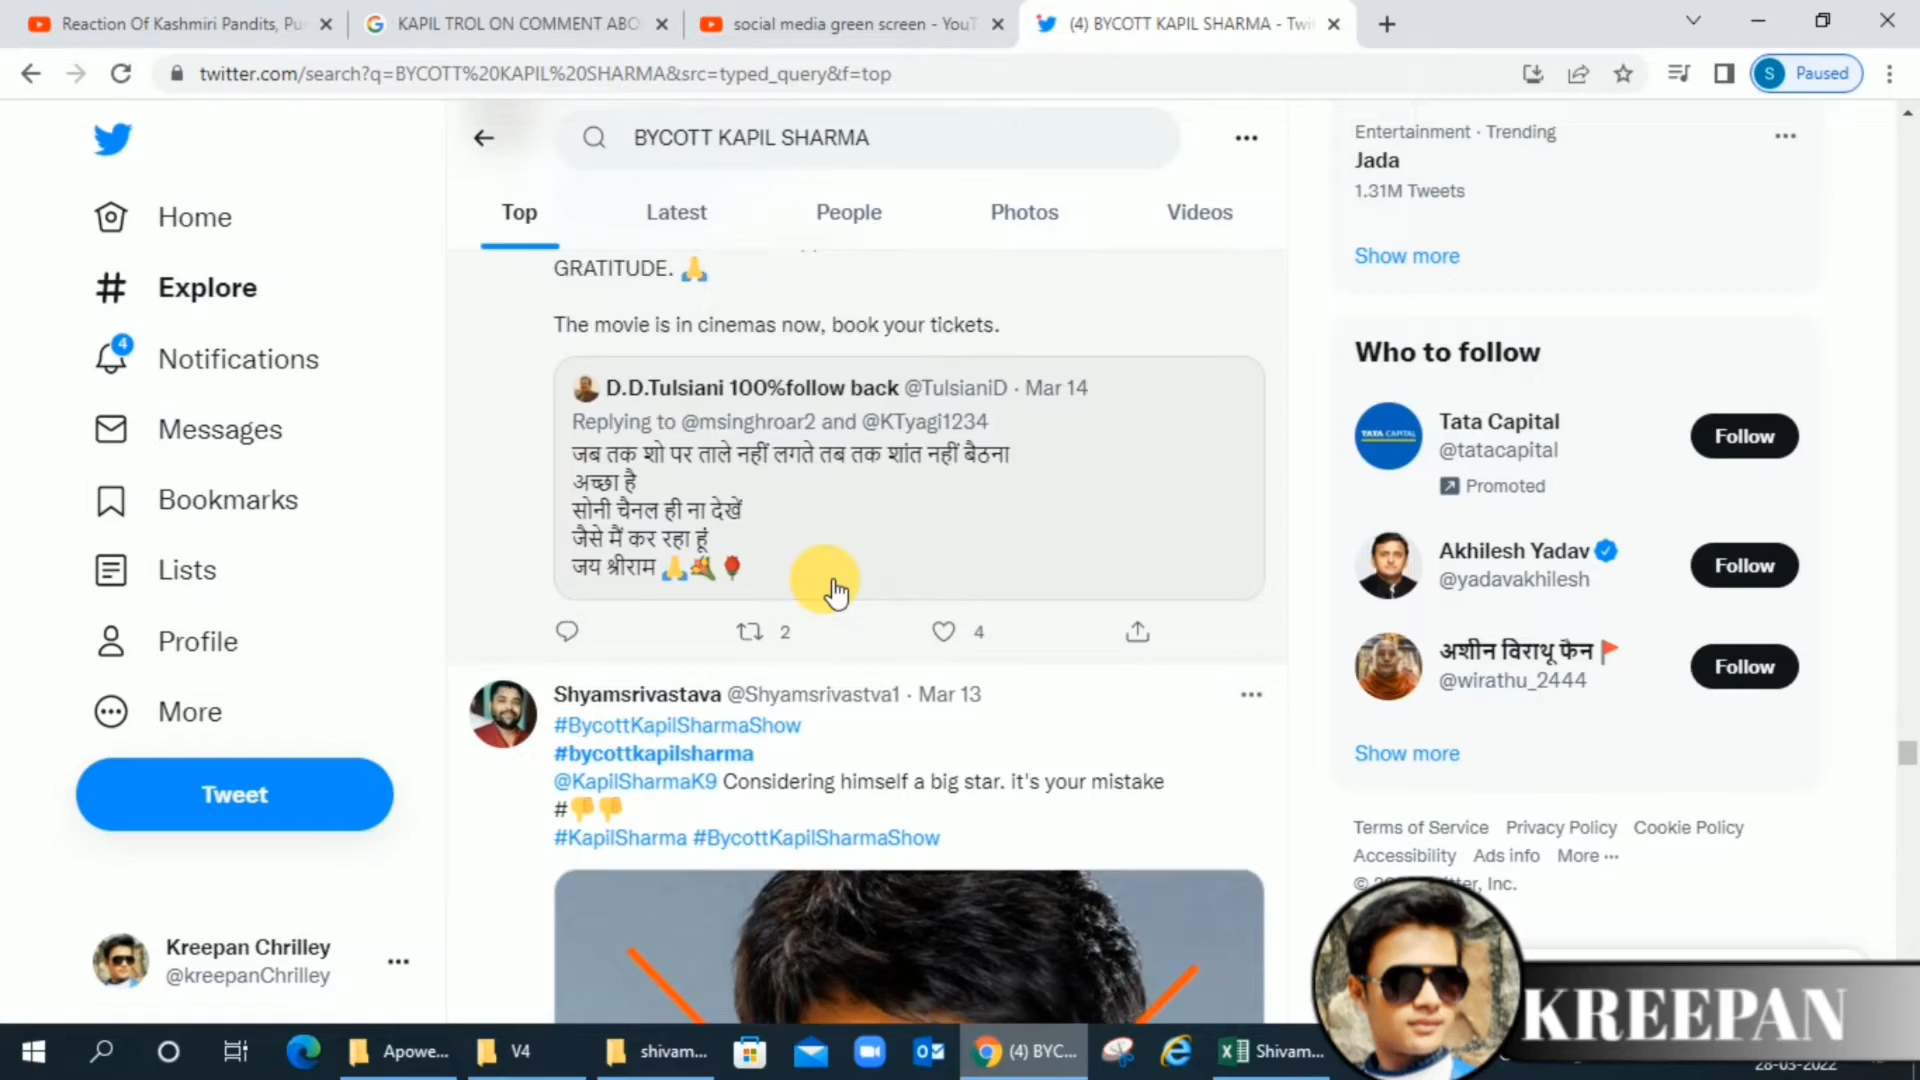 Reaction Of Kashmiri Pandits, Pu
KAPIL TROL ON COMMENT ABO
social media green screen - YouT
(4) BYCOTT KAPIL SHARMA - Twi
twitter.com/search?q=BYCOTT%20KAPIL%20SHARMA&src=typed_query&f=top
S Paused
Home
Explore
4
Notifications
Messages
Bookmarks
Lists
Profile
More
Tweet
Kreepan Chrilley
@kreepanChrilley
BYCOTT KAPIL SHARMA
Top Latest People Photos Videos
GRATITUDE. 🙏
The movie is in cinemas now, book your tickets.
D.D.Tulsiani 100%follow back @TulsianiD · Mar 14
Replying to @msinghroar2 and @KTyagi1234
जब तक शो पर ताले नहीं लगते तब तक शांत नहीं बैठना
अच्छा है
सोनी चैनल ही ना देखें
जैसे मैं कर रहा हूं
जय श्रीराम 🙏💐🌹
2 4
Shyamsrivastava @Shyamsrivastva1 · Mar 13
#BycottKapilSharmaShow
#bycottkapilsharma
@KapilSharmaK9 Considering himself a big star. it's your mistake
#👎👎
#KapilSharma #BycottKapilSharmaShow
Entertainment · Trending
Jada
1.31M Tweets
Show more
Who to follow
TATA CAPITAL
Tata Capital
@tatacapital
Promoted
Follow
Akhilesh Yadav
@yadavakhilesh
Follow
अशीन विराथू फैन 🚩
@wirathu_2444
Follow
Show more
Terms of Service Privacy Policy Cookie Policy
Accessibility Ads info More ···
©
Inc.
KREEPAN
Apowe...
V4
shivam...
(4) BYC...
Shivam...
28-03-2022